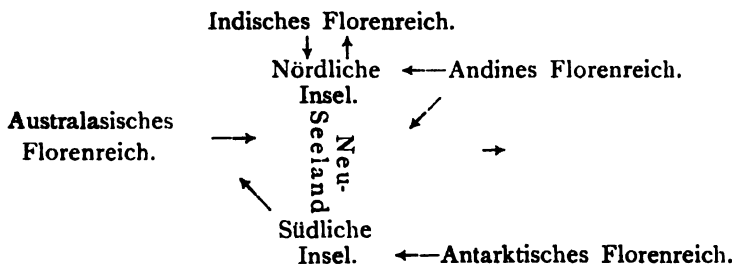 Indisches Florenreich.
Nördliche
Insel.
Andines Florenreich.
Australasisches
Florenreich.
Neu-
Seeland
Südliche
Insel.
Antarktisches Florenreich.